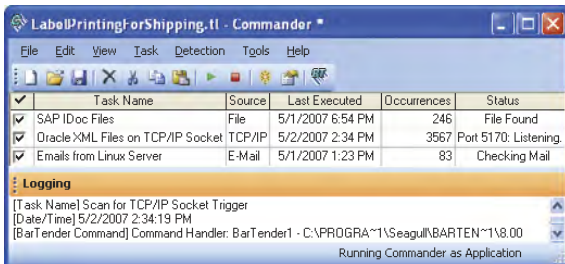 LabelPrintingForShipping.tl - Commander *
File Edit View Task Detection Tools Help
Task Name Source Last Executed Occurrences Status
SAP IDoc Files File 5/1/2007 6:54 PM 246 File Found
Oracle XML Files on TCP/IP Socket TCP/IP 5/2/2007 2:34 PM 3567 Port 5170: Listening.
Emails from Linux Server E-Mail 5/1/2007 1:23 PM 83 Checking Mail
Logging
[Task Name] Scan for TCP/IP Socket Trigger
[Date/Time] 5/2/2007 2:34:19 PM
[BarTender Command] Command Handler: BarTender1 - C:\PROGRA~1\Seagull\BARTEN~1\8.00
Running Commander as Application